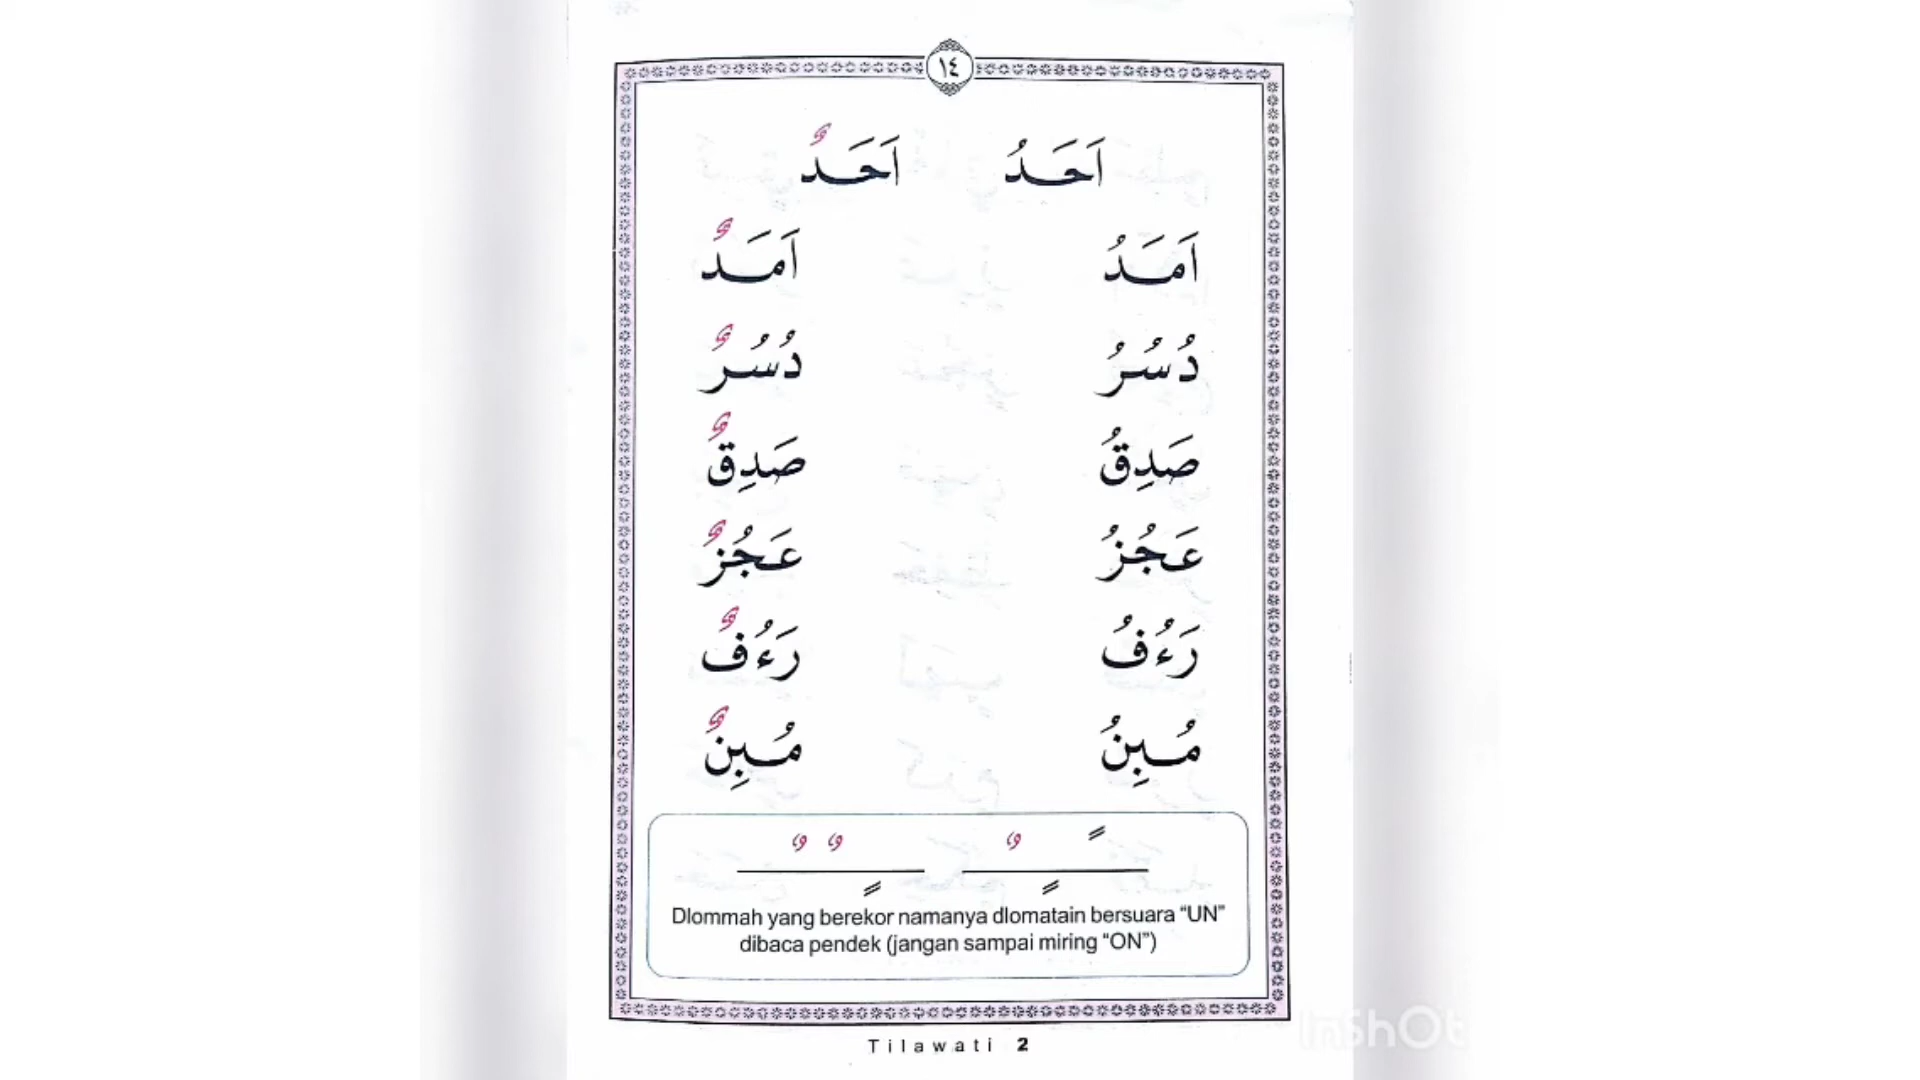 ١٤
اَحَدُ اَحَدٌ
اَمَدُ اَمَدٌ
دُسُرُ دُسُرٌ
صَدِقُ صَدِقٌ
عَجُزُ عَجُزٌ
رَءُفُ رَءُفٌ
مُبِنُ مُبِنٌ
Dlommah yang berekor namanya dlomatain bersuara “UN”
dibaca pendek (jangan sampai miring “ON”)
Tilawati 2
InShOt